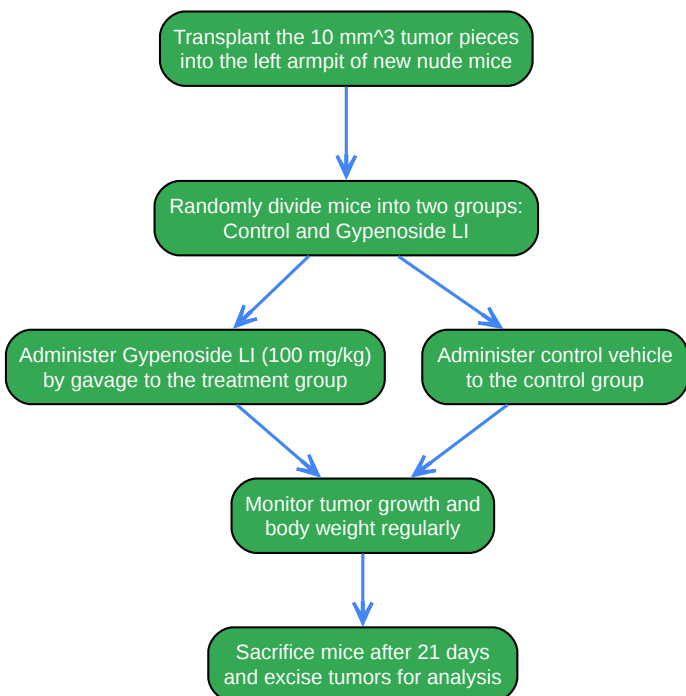 Transplant the 10 mm^3 tumor pieces
into the left armpit of new nude mice
Randomly divide mice into two groups:
Control and Gypenoside LI
Administer Gypenoside LI (100 mg/kg)
by gavage to the treatment group
Administer control vehicle
to the control group
Monitor tumor growth and
body weight regularly
Sacrifice mice after 21 days
and excise tumors for analysis